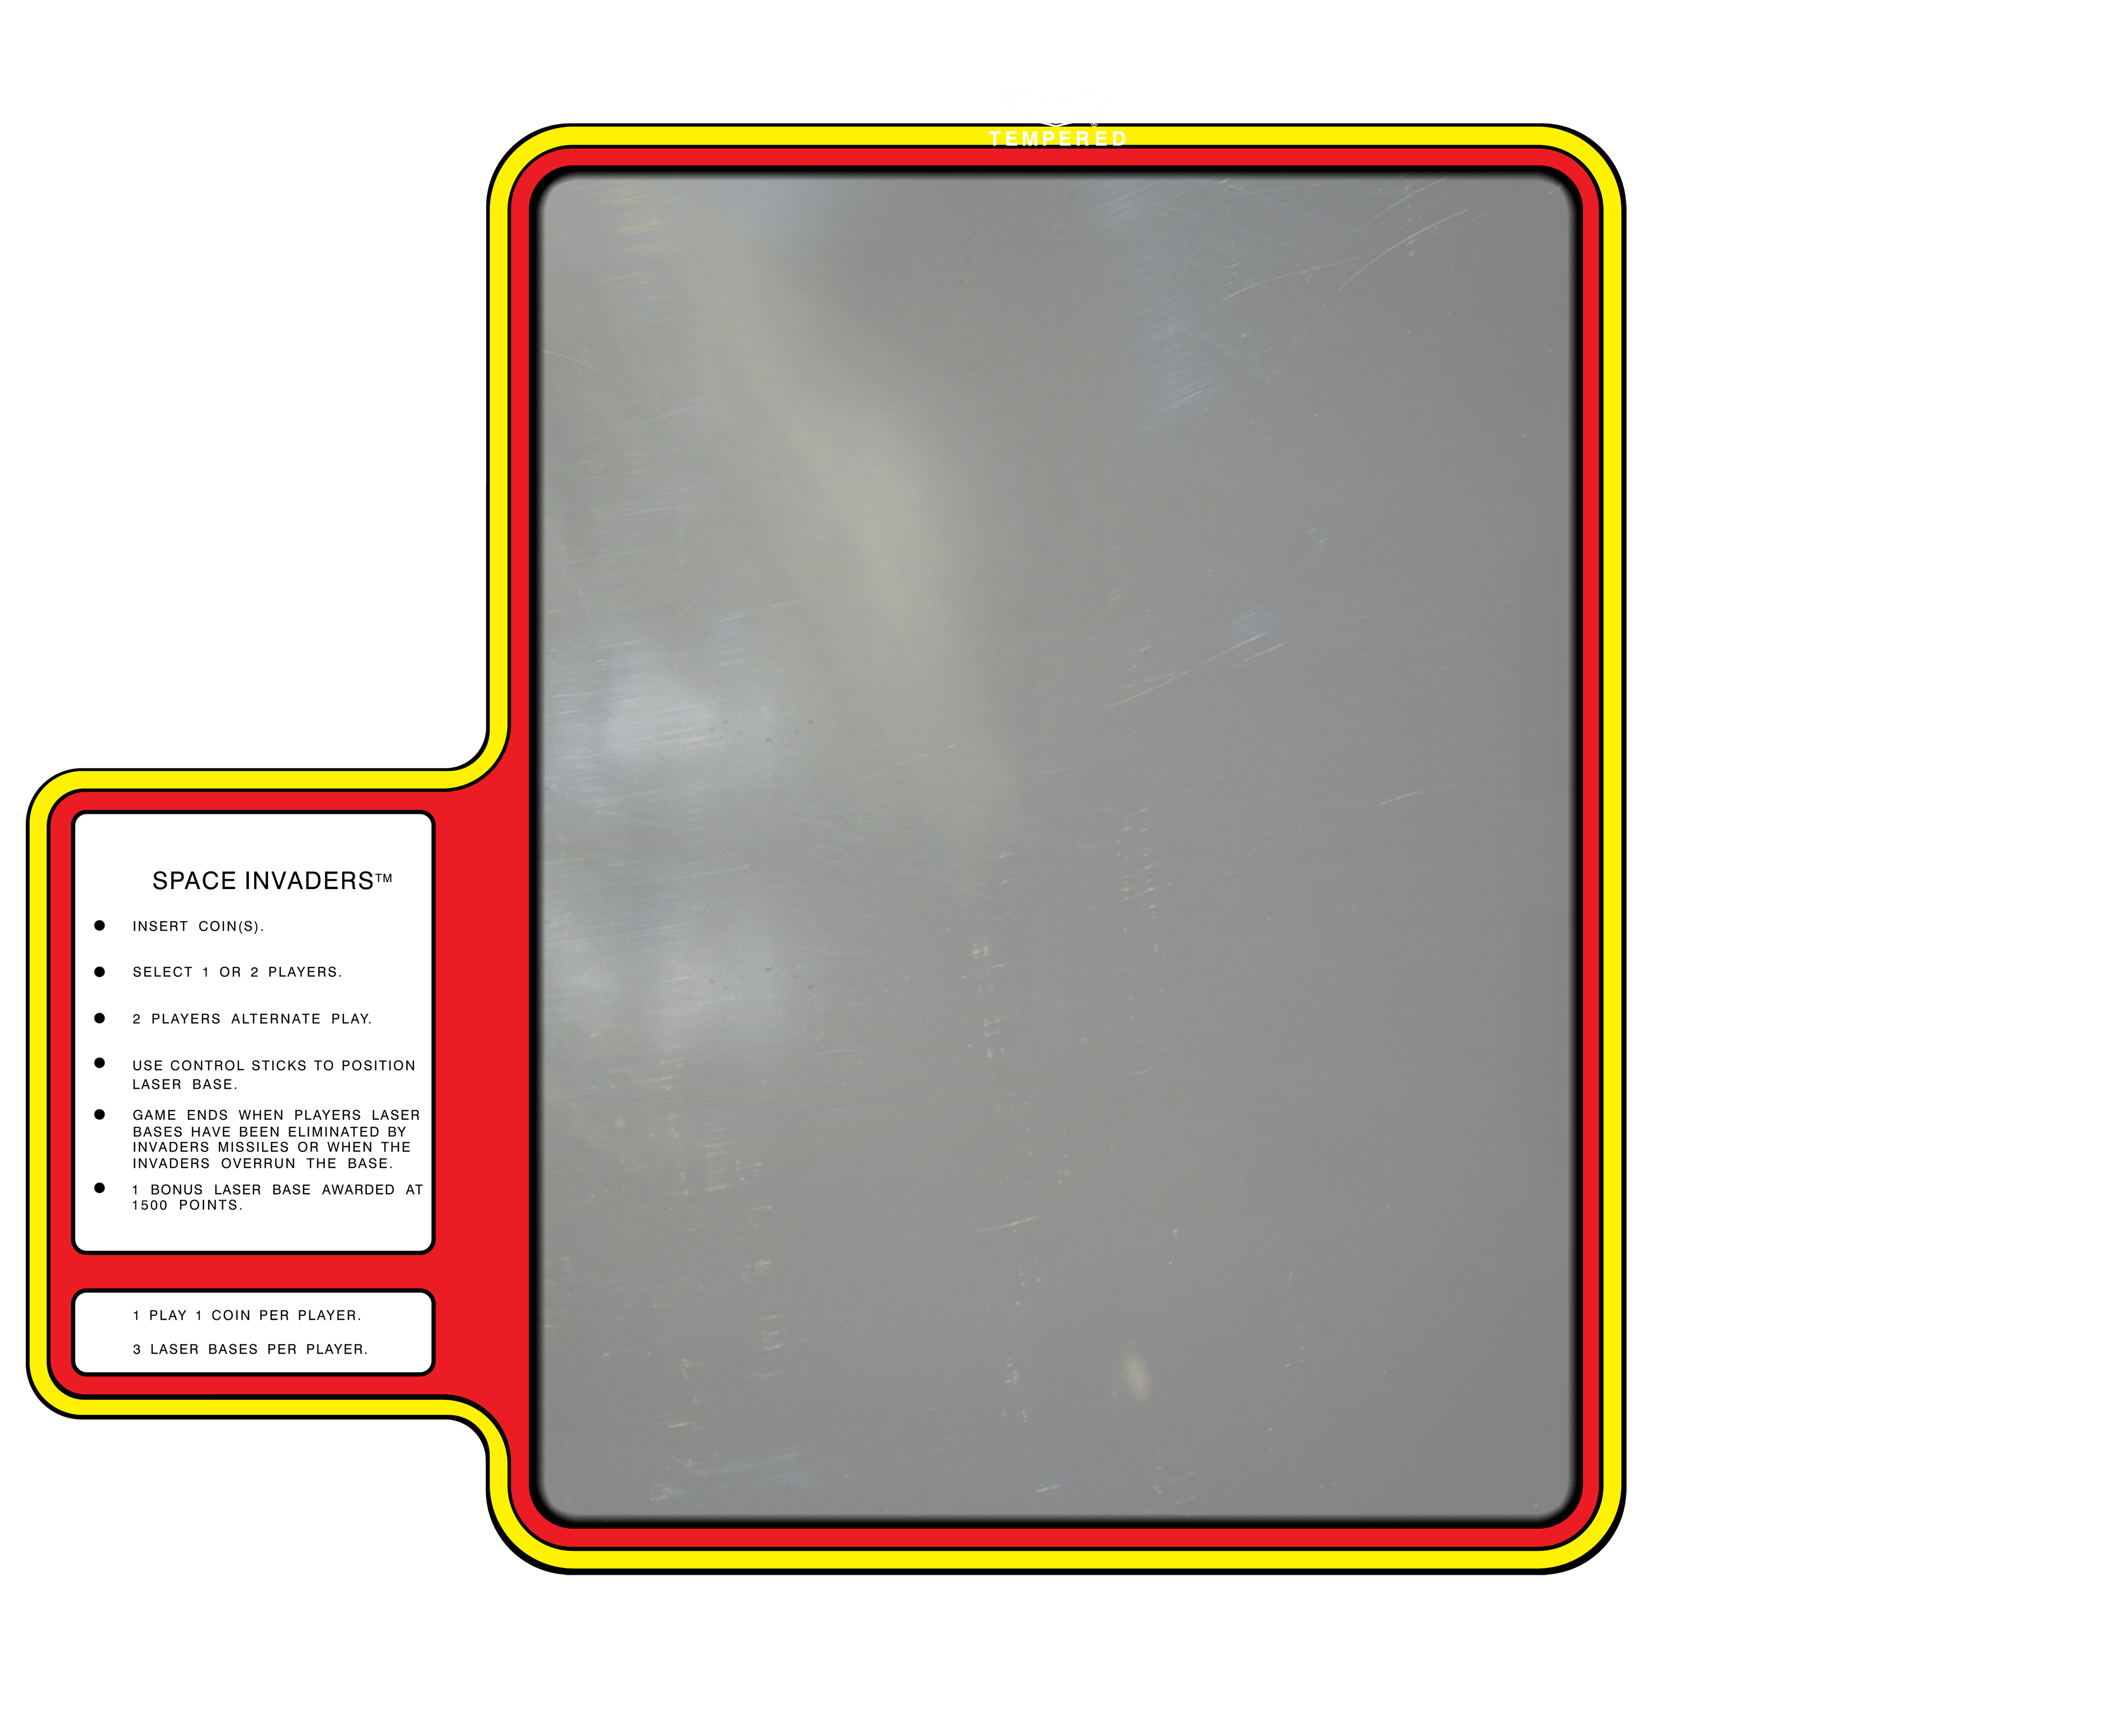 TEMPERED
SPACE INVADERS™
● INSERT COIN(S).
● SELECT 1 OR 2 PLAYERS.
● 2 PLAYERS ALTERNATE PLAY.
● USE CONTROL STICKS TO POSITION
LASER BASE.
● GAME ENDS WHEN PLAYERS LASER
BASES HAVE BEEN ELIMINATED BY
INVADERS MISSILES OR WHEN THE
INVADERS OVERRUN THE BASE.
● 1 BONUS LASER BASE AWARDED AT
1500 POINTS.
1 PLAY 1 COIN PER PLAYER.
3 LASER BASES PER PLAYER.